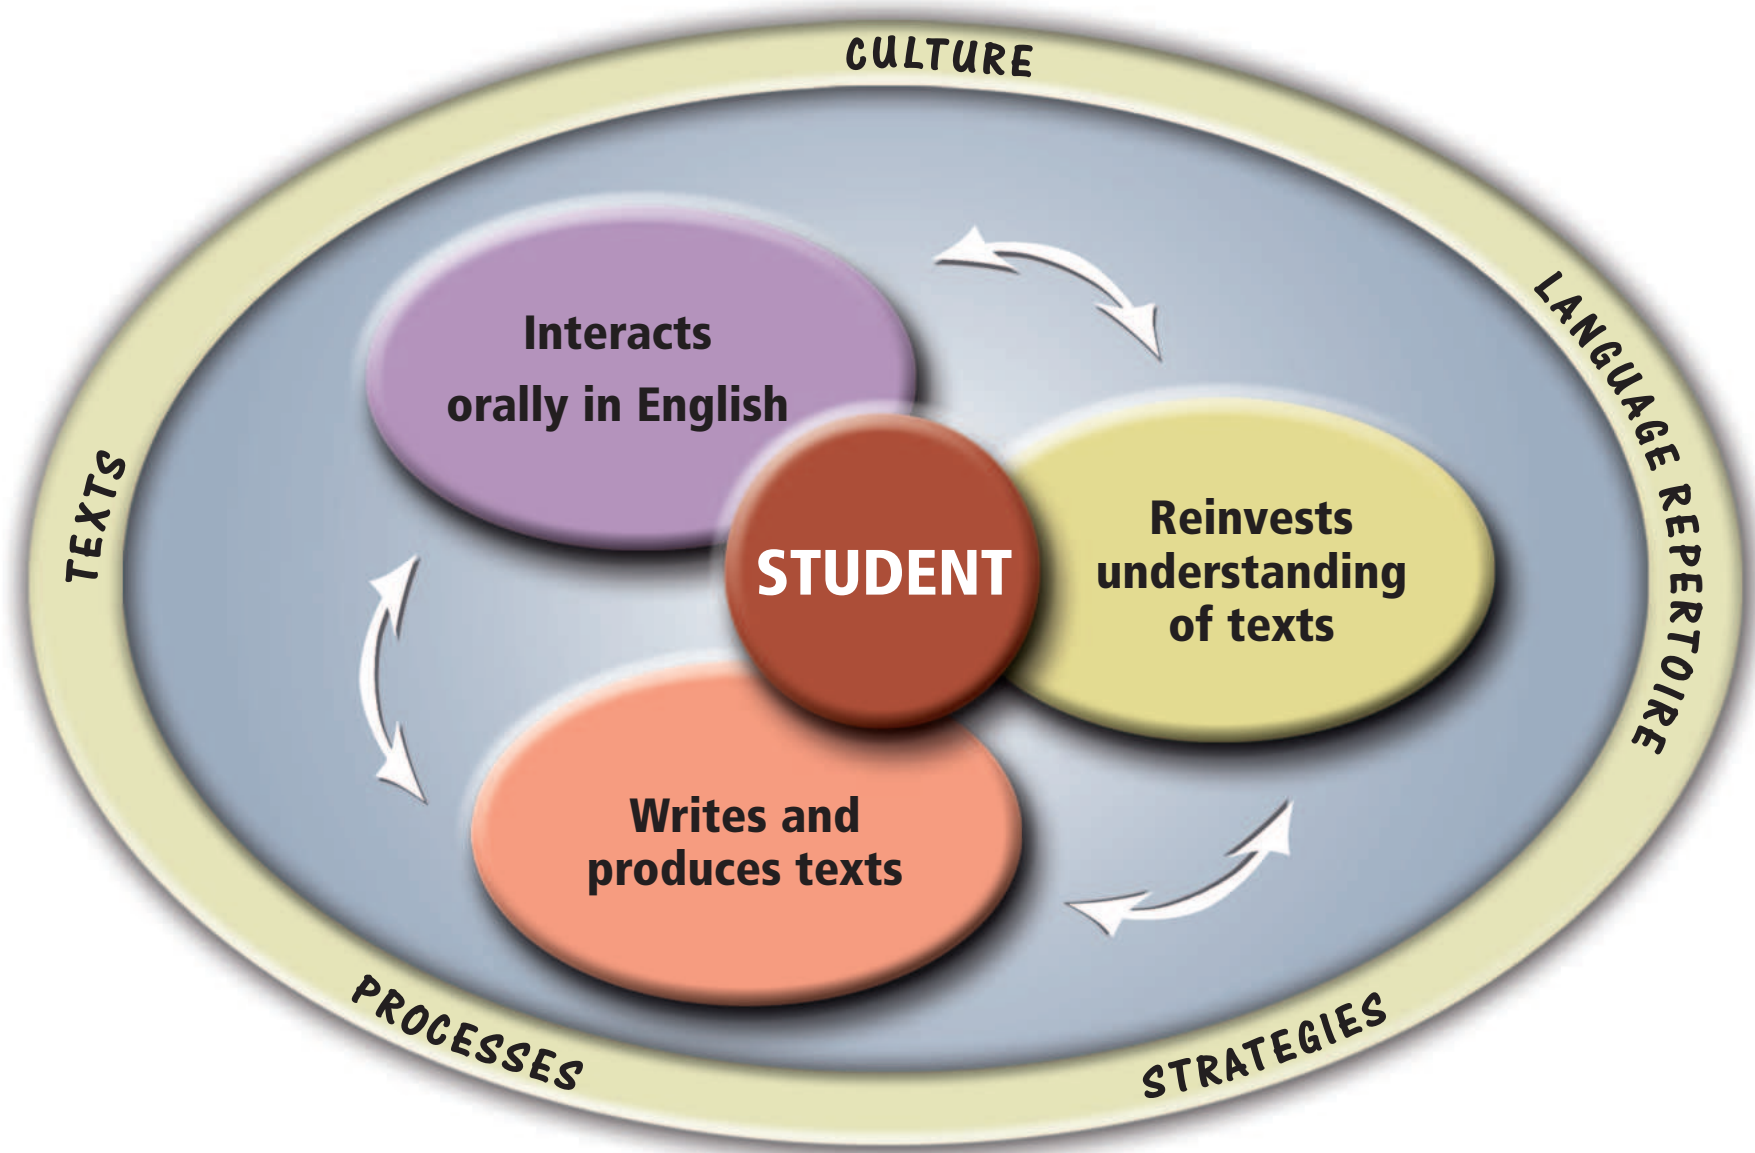 CULTURE
LANGUAGE REPERTOIRE
Interacts
orally in English
TEXTS
STUDENT
Reinvests
understanding
of texts
Writes and
produces texts
PROCESSES
STRATEGIES